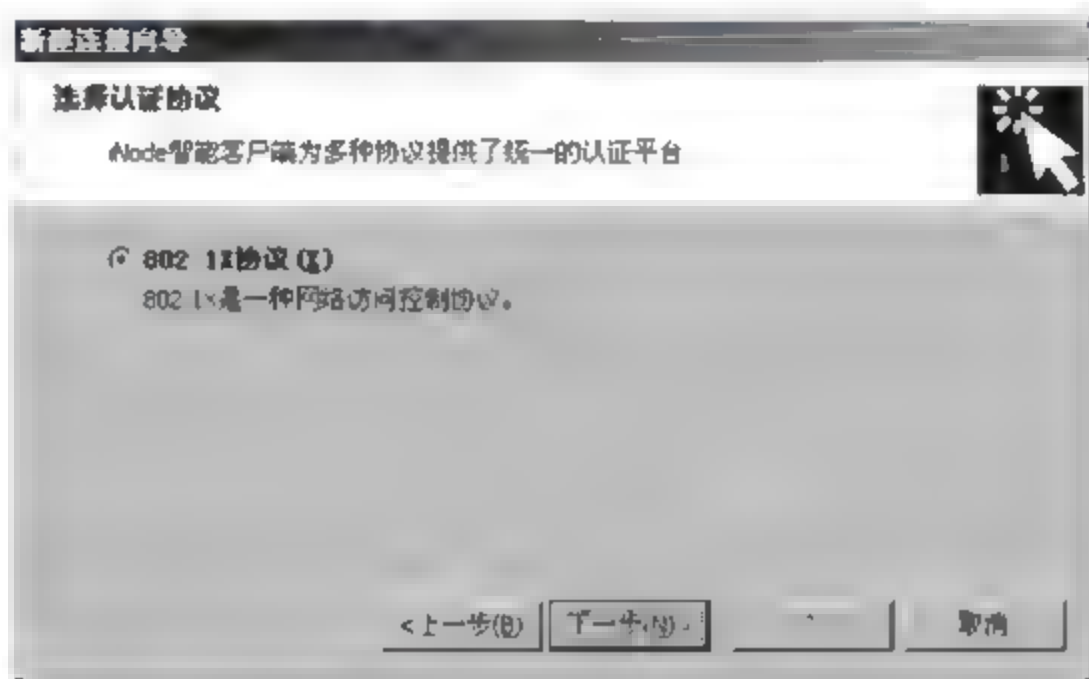 新建连接向导
选择认证协议
iNode智能客户端为多种协议提供了统一的认证平台
802.1X协议(X)
802.1x是一种网络访问控制协议。
<上一步(B)
下一步(N)>
取消